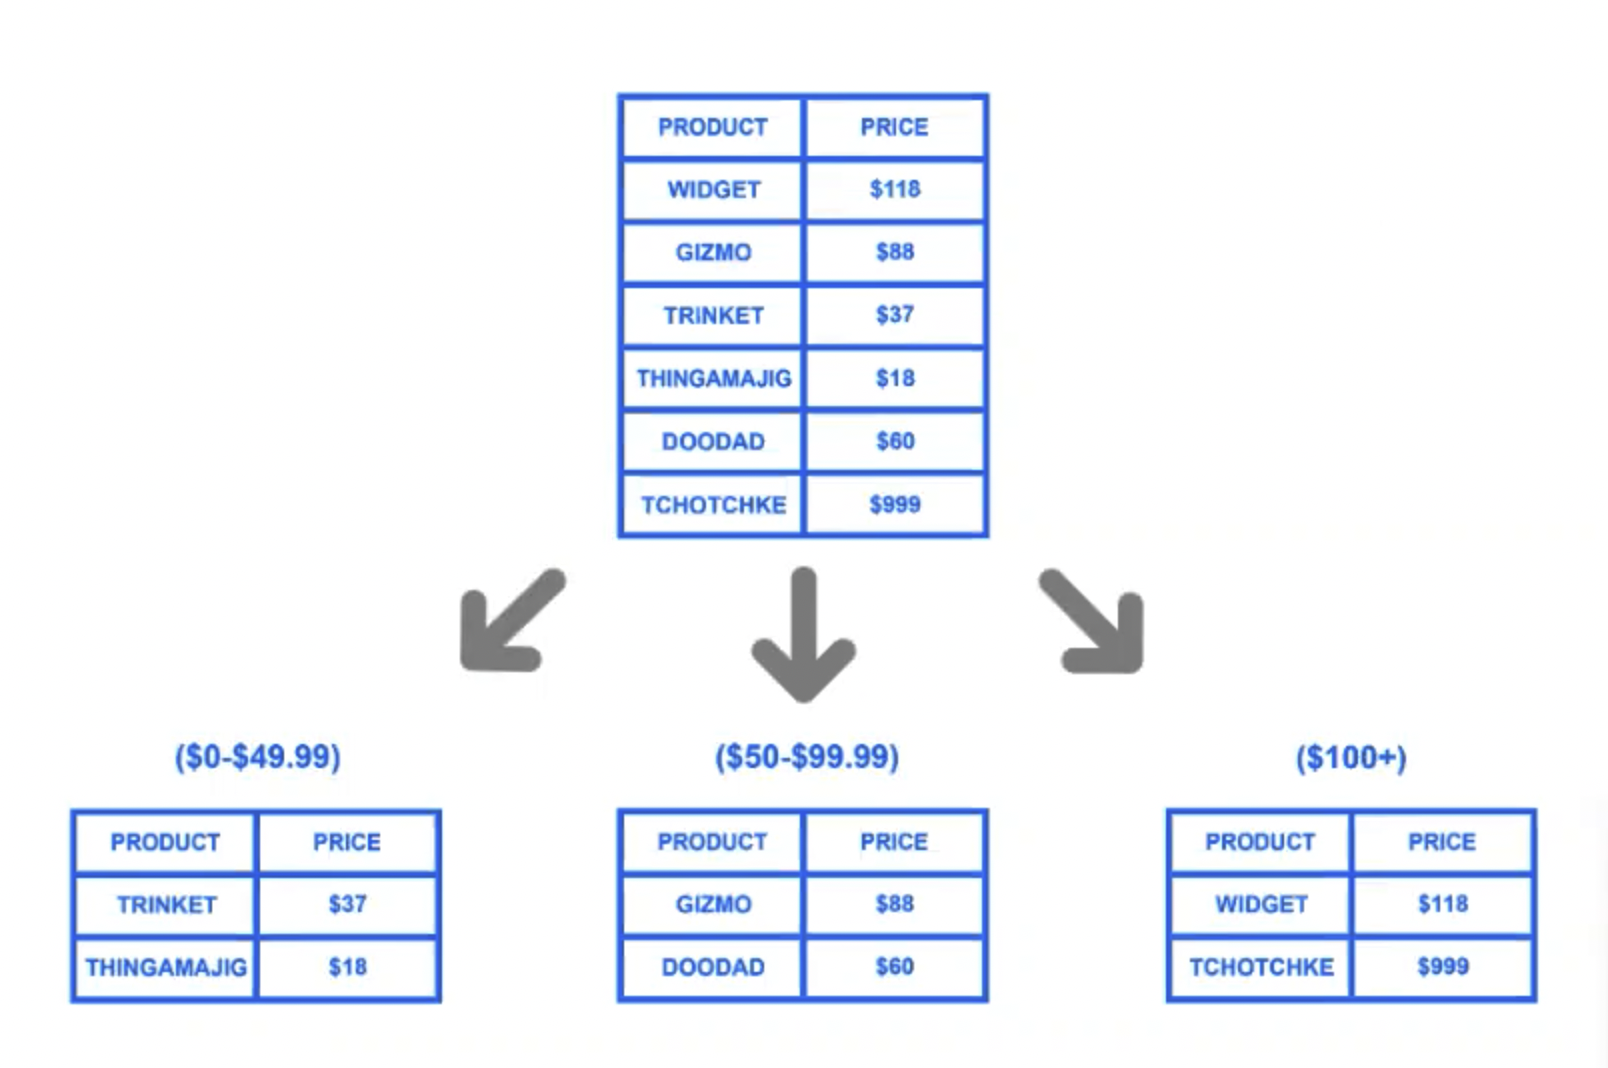 PRODUCT PRICE
WIDGET $118
GIZMO $88
TRINKET $37
THINGAMAJIG $18
DOODAD $60
TCHOTCHKE $999
($0-$49.99)
PRODUCT PRICE
TRINKET $37
THINGAMAJIG $18
($50-$99.99)
PRODUCT PRICE
GIZMO $88
DOODAD $60
($100+)
PRODUCT PRICE
WIDGET $118
TCHOTCHKE $999